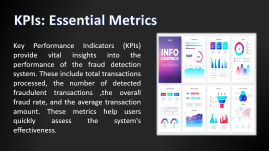 KPIs: Essential Metrics
Key Performance Indicators (KPIs)
provide vital insights into the
performance of the fraud detection
system. These include total transactions
processed, the number of detected
fraudulent transactions ,the overall
fraud rate, and the average transaction
amount. These metrics help users
quickly assess the system's
effectiveness.
INFO
GRAPHICS